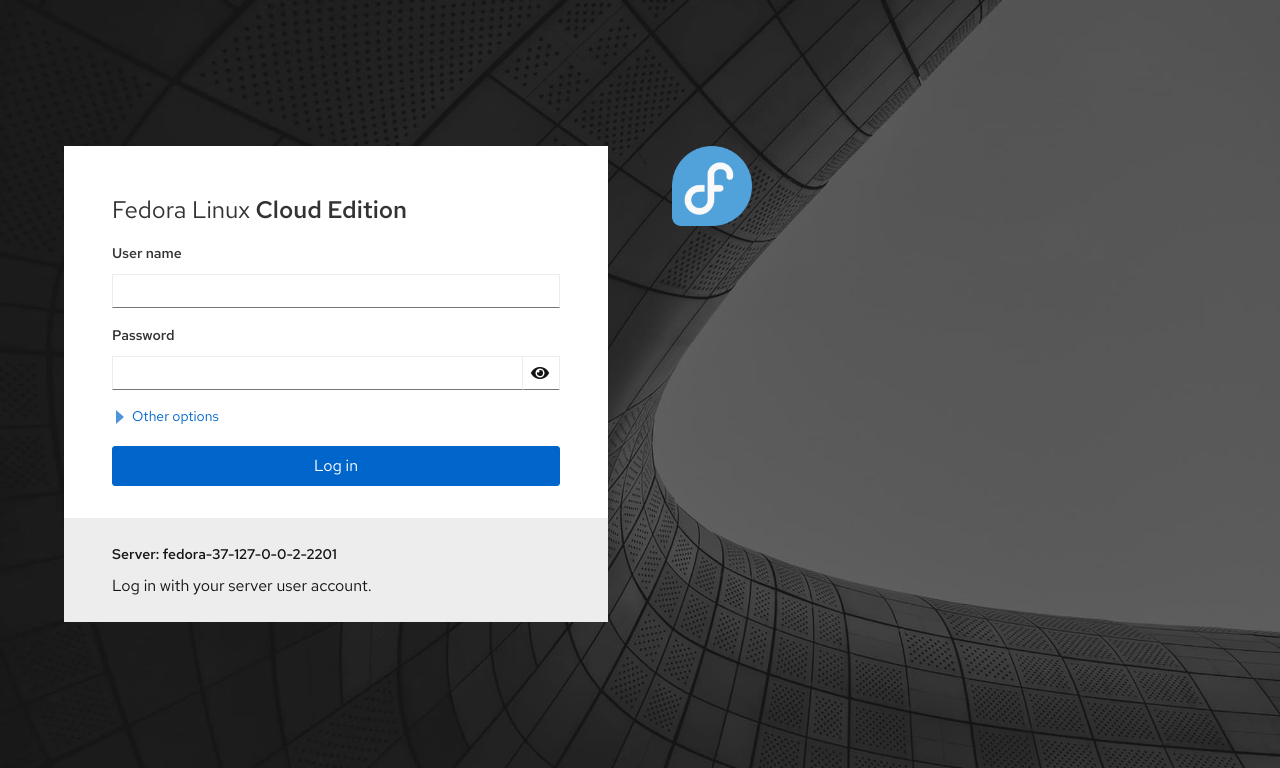 Fedora Linux Cloud Edition
User name
Password
Other options
Log in
Server: fedora-37-127-0-0-2-2201
Log in with your server user account.